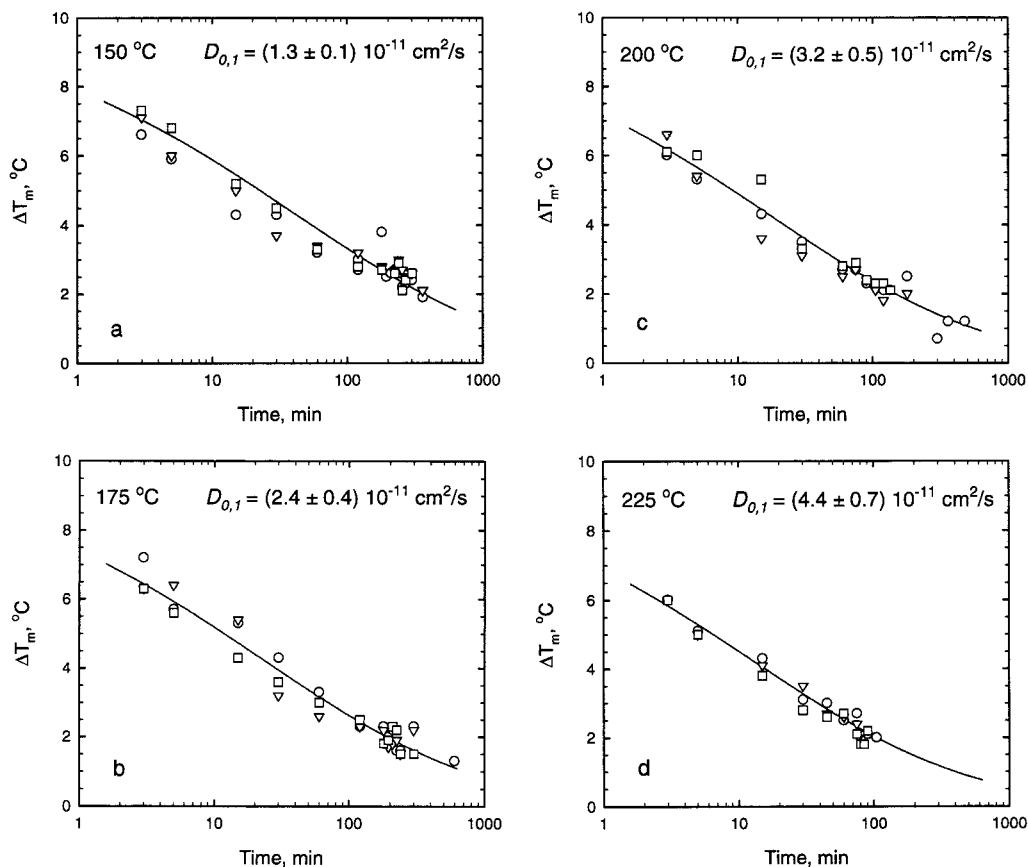 150 °C D0,1 = (1.3 ± 0.1) 10-11 cm2/s
10
8
6
4
2
0
ΔTm, °C
a
1 10 100 1000
Time, min
200 °C D0,1 = (3.2 ± 0.5) 10-11 cm2/s
10
8
6
4
2
0
ΔTm, °C
c
1 10 100 1000
Time, min
175 °C D0,1 = (2.4 ± 0.4) 10-11 cm2/s
10
8
6
4
2
0
ΔTm, °C
b
1 10 100 1000
Time, min
225 °C D0,1 = (4.4 ± 0.7) 10-11 cm2/s
10
8
6
4
2
0
ΔTm, °C
d
1 10 100 1000
Time, min